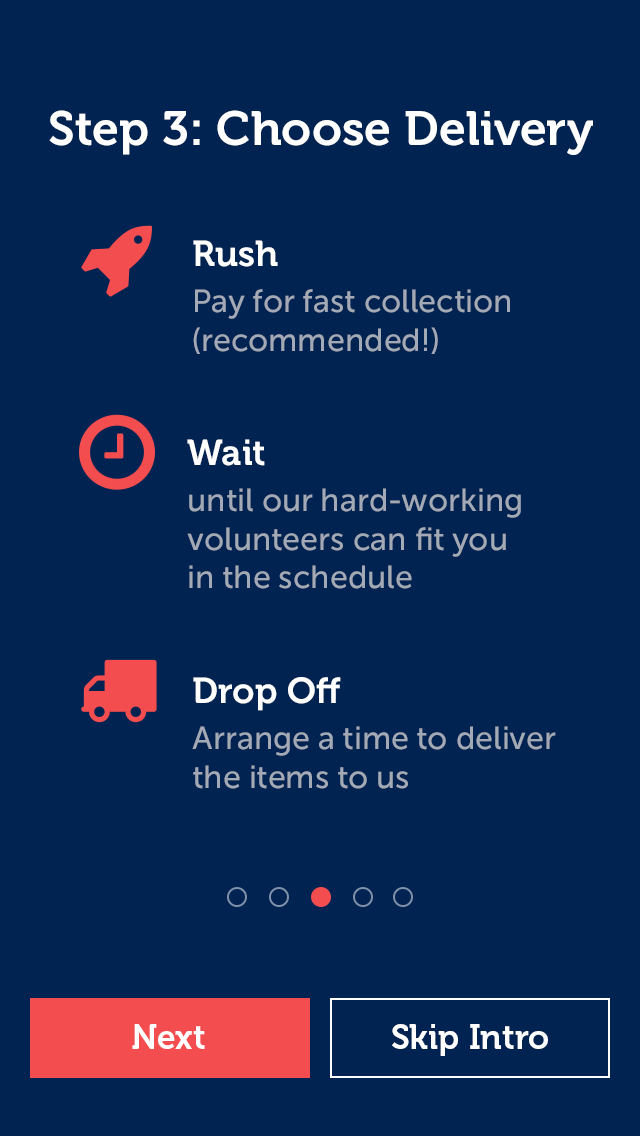 Step 3: Choose Delivery
Rush
Pay for fast collection
(recommended!)
Wait
until our hard-working
volunteers can fit you
in the schedule
Drop Off
Arrange a time to deliver
the items to us
Next
Skip Intro